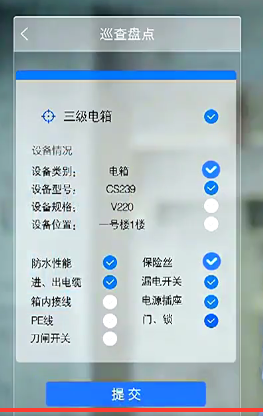 巡查盘点
三级电箱
设备情况
设备类别: 电箱
设备型号: CS239
设备规格: V220
设备位置: 一号楼1楼
防水性能 保险丝
进、出电缆 漏电开关
箱内接线 电源插座
PE线 门、锁
刀闸开关
提交